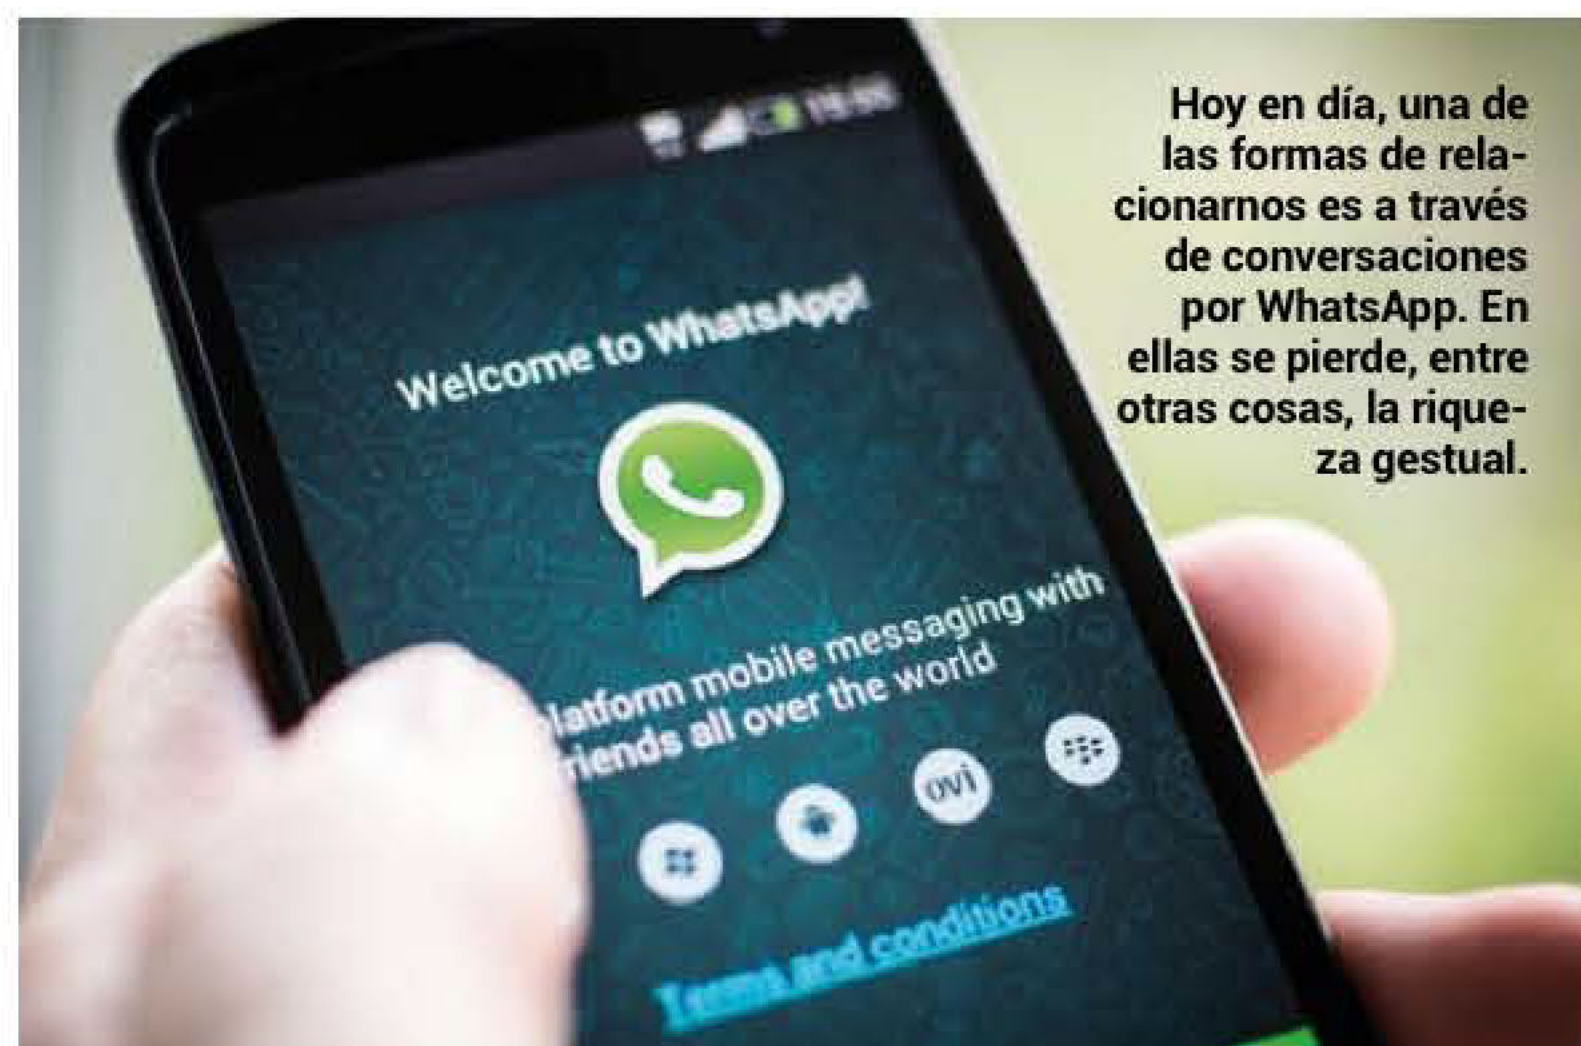 Hoy en día, una de
las formas de rela-
cionarnos es a través
de conversaciones
por WhatsApp. En
ellas se pierde, entre
otras cosas, la rique-
za gestual.
Welcome to WhatsApp!
latform mobile messaging with
riends all over the world
ovi
Terms and conditions